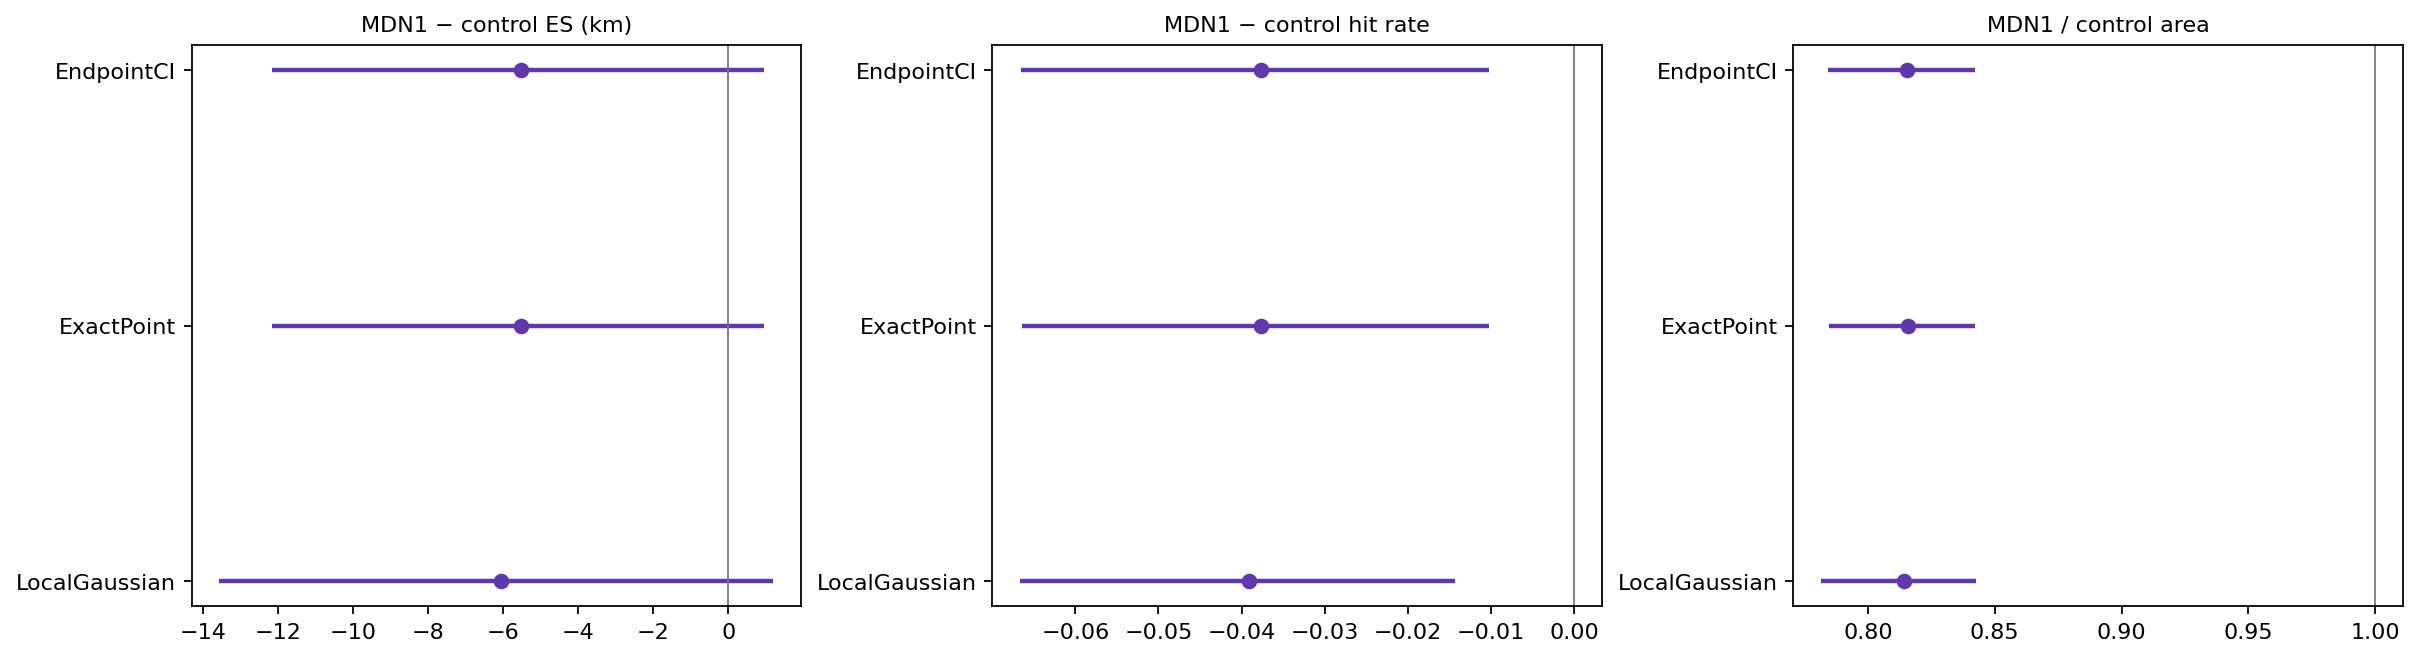 MDN1 − control ES (km)
EndpointCI
ExactPoint
LocalGaussian
−14 −12 −10 −8 −6 −4 −2 0
MDN1 − control hit rate
EndpointCI
ExactPoint
LocalGaussian
−0.06 −0.05 −0.04 −0.03 −0.02 −0.01 0.00
MDN1 / control area
EndpointCI
ExactPoint
LocalGaussian
0.80 0.85 0.90 0.95 1.00